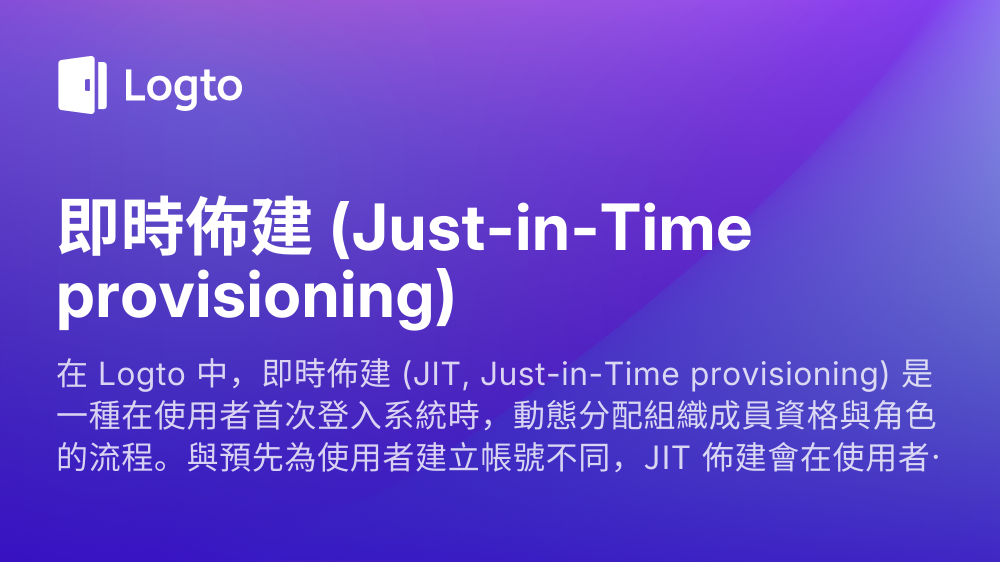 Logto
即時佈建 (Just-in-Time
provisioning)
在 Logto 中，即時佈建 (JIT, Just-in-Time provisioning) 是
一種在使用者首次登入系統時，動態分配組織成員資格與角色
的流程。與預先為使用者建立帳號不同，JIT 佈建會在使用者·